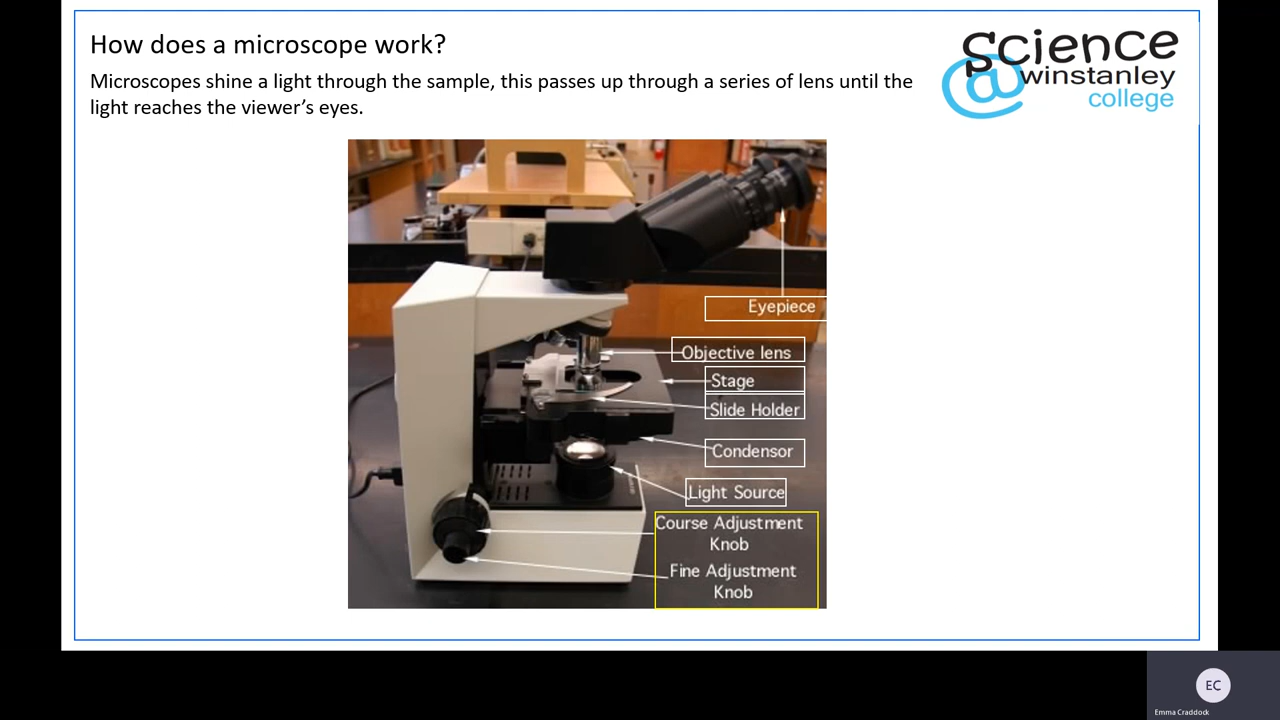 How does a microscope work?
Microscopes shine a light through the sample, this passes up through a series of lens until the
light reaches the viewer’s eyes.
science
@winstanley
college
Eyepiece
Objective lens
Stage
Slide Holder
Condensor
Light Source
Course Adjustment
Knob
Fine Adjustment
Knob
EC
Emma Craddock